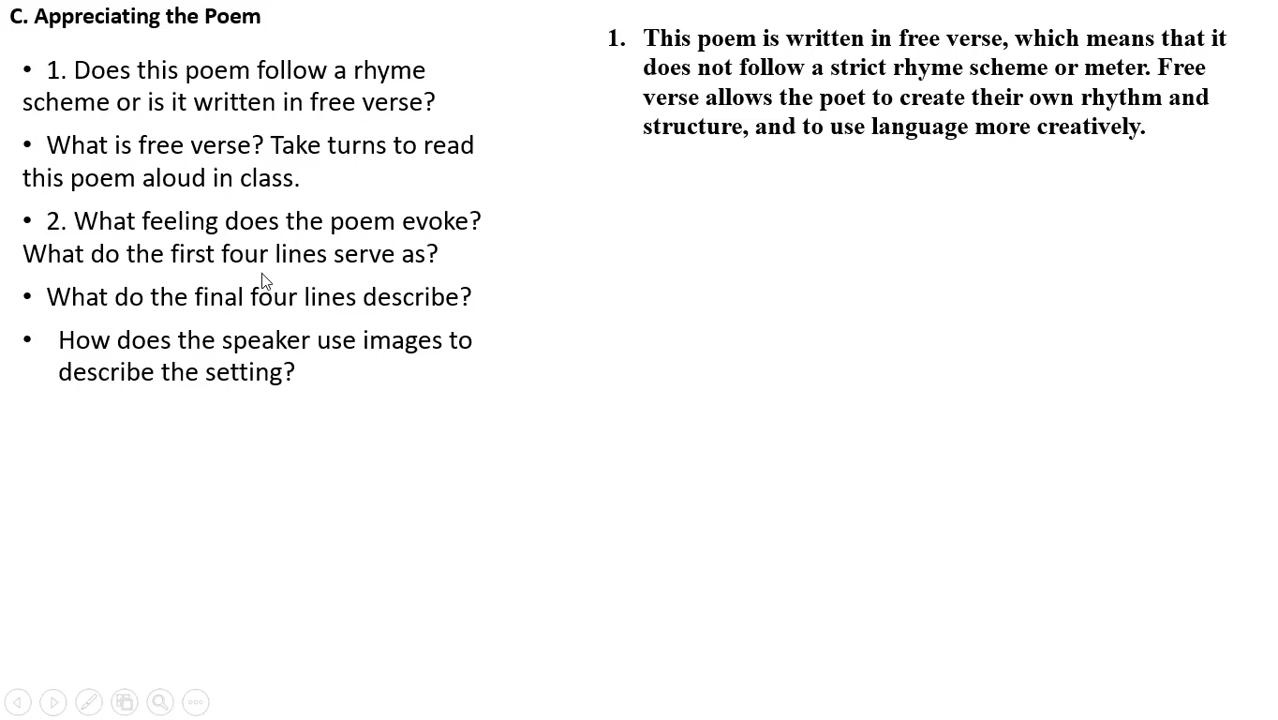 C. Appreciating the Poem
• 1. Does this poem follow a rhyme
scheme or is it written in free verse?
• What is free verse? Take turns to read
this poem aloud in class.
• 2. What feeling does the poem evoke?
What do the first four lines serve as?
• What do the final four lines describe?
• How does the speaker use images to
describe the setting?
1. This poem is written in free verse, which means that it
does not follow a strict rhyme scheme or meter. Free
verse allows the poet to create their own rhythm and
structure, and to use language more creatively.